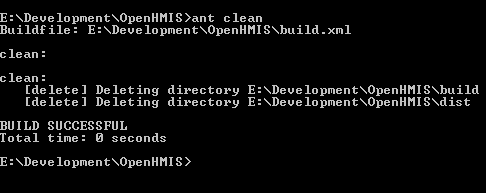 E:\Development\OpenHMIS>ant clean
Buildfile: E:\Development\OpenHMIS\build.xml
clean:
clean:
[delete] Deleting directory E:\Development\OpenHMIS\build
[delete] Deleting directory E:\Development\OpenHMIS\dist
BUILD SUCCESSFUL
Total time: 0 seconds
E:\Development\OpenHMIS>